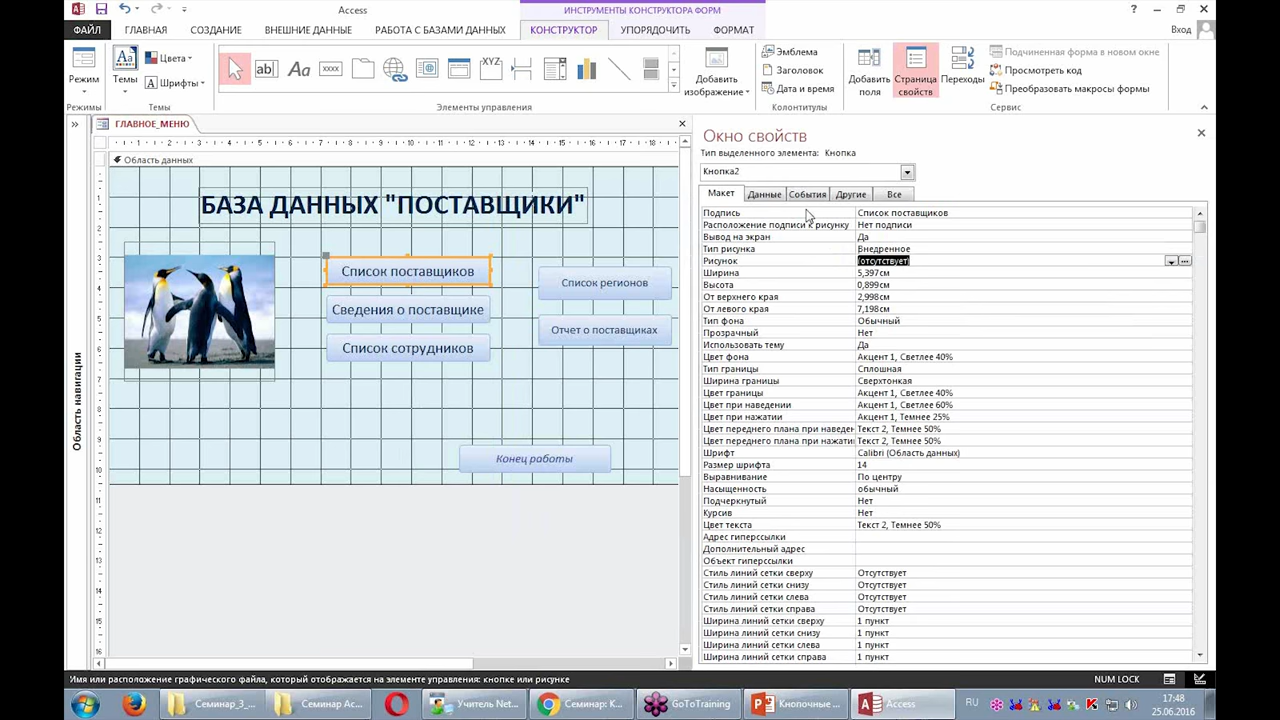 Access
ИНСТРУМЕНТЫ КОНСТРУКТОРА ФОРМ
?
ФАЙЛ
ГЛАВНАЯ
СОЗДАНИЕ
ВНЕШНИЕ ДАННЫЕ
РАБОТА С БАЗАМИ ДАННЫХ
КОНСТРУКТОР
УПОРЯДОЧИТЬ
ФОРМАТ
Вход
Режим
Темы
Цвета
Шрифты
Добавить изображение
Эмблема
Заголовок
Дата и время
Добавить поля
Страница свойств
Переходы
Подчиненная форма в новом окне
Просмотреть код
Преобразовать макросы формы
Режимы
Темы
Элементы управления
Колонтитулы
Сервис
ГЛАВНОЕ_МЕНЮ
Область данных
БАЗА ДАННЫХ "ПОСТАВЩИКИ"
Список поставщиков
Сведения о поставщике
Список сотрудников
Список регионов
Отчет о поставщиках
Конец работы
Область навигации
Окно свойств
Тип выделенного элемента: Кнопка
Кнопка2
Макет
Данные
События
Другие
Все
Подпись Список поставщиков
Расположение подписи к рисунку Нет подписи
Вывод на экран Да
Тип рисунка Внедренное
Рисунок (отсутствует)
Ширина 5,397см
Высота 0,899см
От верхнего края 2,998см
От левого края 7,198см
Тип фона Обычный
Прозрачный Нет
Использовать тему Да
Цвет фона Акцент 1, Светлее 40%
Тип границы Сплошная
Ширина границы Сверхтонкая
Цвет границы Акцент 1, Светлее 40%
Цвет при наведении Акцент 1, Светлее 60%
Цвет при нажатии Акцент 1, Темнее 25%
Цвет переднего плана при наведен Текст 2, Темнее 50%
Цвет переднего плана при нажатии Текст 2, Темнее 50%
Шрифт Calibri (Область данных)
Размер шрифта 14
Выравнивание По центру
Насыщенность обычный
Подчеркнутый Нет
Курсив Нет
Цвет текста Текст 2, Темнее 50%
Адрес гиперссылки
Дополнительный адрес
Объект гиперссылки
Стиль линий сетки сверху Отсутствует
Стиль линий сетки снизу Отсутствует
Стиль линий сетки слева Отсутствует
Стиль линий сетки справа Отсутствует
Ширина линий сетки сверху 1 пункт
Ширина линий сетки снизу 1 пункт
Ширина линий сетки слева 1 пункт
Ширина линий сетки справа 1 пункт
Имя или расположение графического файла, который отображается на элементе управления: кнопке или рисунке
NUM LOCK
Семинар_3_...
Семинар Ac...
Учитель Net...
Семинар: K...
GoToTraining
Кнопочные ...
Access
RU
17:48
25.06.2016